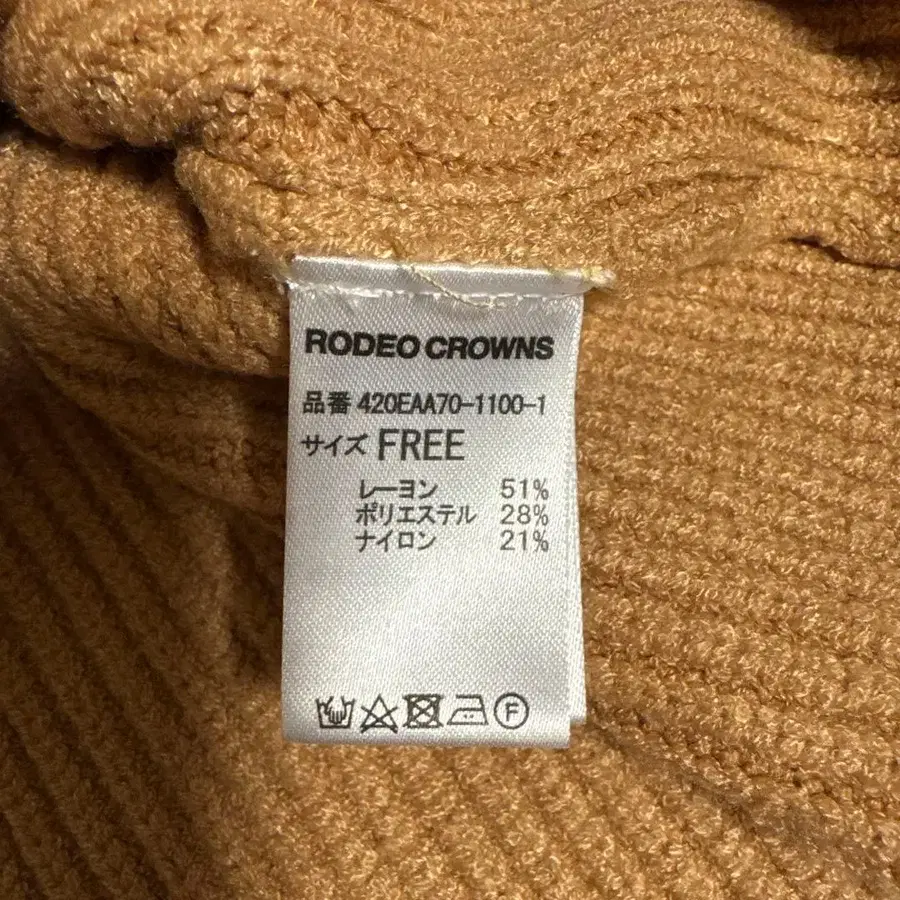 RODEO CROWNS
品番 420EAA70-1100-1
サイズ FREE
レーヨン 51%
ポリエステル 28%
ナイロン 21%
F